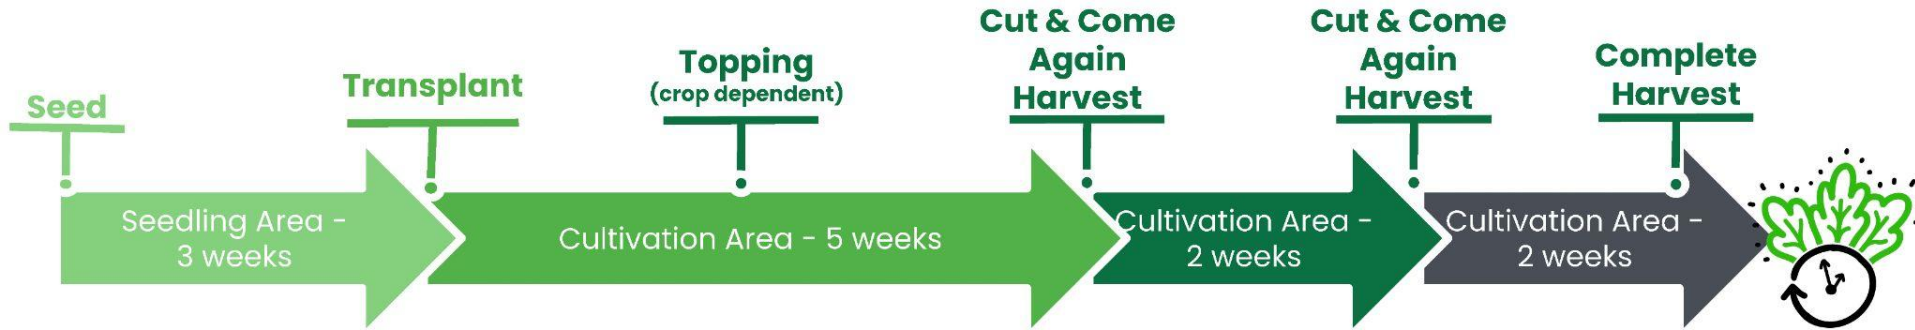 Seed
Transplant
Topping
(crop dependent)
Cut & Come
Again
Harvest
Cut & Come
Again
Harvest
Complete
Harvest
Seedling Area -
3 weeks
Cultivation Area - 5 weeks
Cultivation Area -
2 weeks
Cultivation Area -
2 weeks